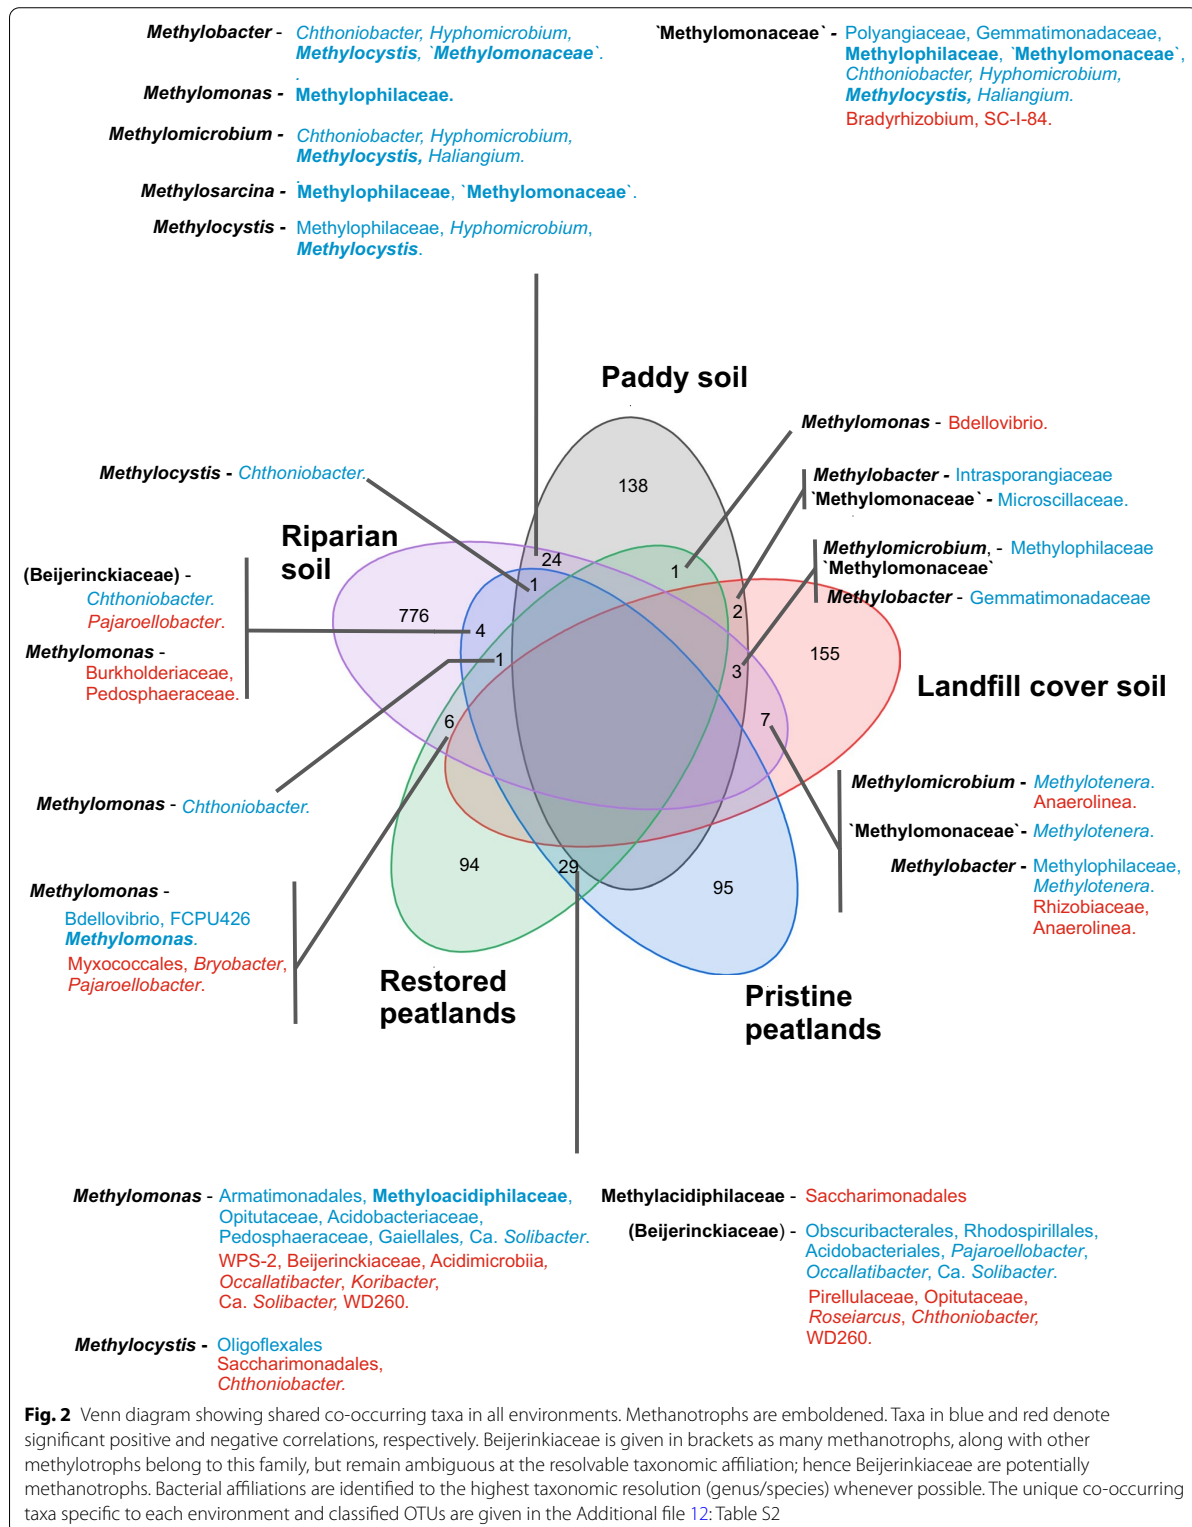 Methylobacter - Chthoniobacter, Hyphomicrobium,
Methylocystis, `Methylomonaceae`.
.
Methylomonas - Methylophilaceae.
Methylomicrobium - Chthoniobacter, Hyphomicrobium,
Methylocystis, Haliangium.
.
Methylosarcina - Methylophilaceae, `Methylomonaceae`.
Methylocystis - Methylophilaceae, Hyphomicrobium,
Methylocystis.
`Methylomonaceae` - Polyangiaceae, Gemmatimonadaceae,
Methylophilaceae, `Methylomonaceae`,
Chthoniobacter, Hyphomicrobium,
Methylocystis, Haliangium.
Bradyrhizobium, SC-I-84.
Paddy soil
Methylomonas - Bdellovibrio.
Methylocystis - Chthoniobacter.
Methylobacter - Intrasporangiaceae
`Methylomonaceae` - Microscillaceae.
138
Riparian
soil
24
1
1
Methylomicrobium, - Methylophilaceae
`Methylomonaceae`
Methylobacter - Gemmatimonadaceae
(Beijerinckiaceae) -
Chthoniobacter.
Pajaroellobacter.
Methylomonas -
Burkholderiaceae,
Pedosphaeraceae.
776
4
1
2
3
155
Landfill cover soil
6
7
Methylomonas - Chthoniobacter.
Methylomicrobium - Methylotenera.
Anaerolinea.
`Methylomonaceae`- Methylotenera.
Methylobacter - Methylophilaceae,
Methylotenera.
Rhizobiaceae,
Anaerolinea.
94
29
95
Methylomonas -
Bdellovibrio, FCPU426
Methylomonas.
Myxococcales, Bryobacter,
Pajaroellobacter.
Restored
peatlands
Pristine
peatlands
Methylomonas - Armatimonadales, Methyloacidiphilaceae,
Opitutaceae, Acidobacteriaceae,
Pedosphaeraceae, Gaiellales, Ca. Solibacter.
WPS-2, Beijerinckiaceae, Acidimicrobiia,
Occallatibacter, Koribacter,
Ca. Solibacter, WD260.
Methylocystis - Oligoflexales
Saccharimonadales,
Chthoniobacter.
Methylacidiphilaceae - Saccharimonadales
(Beijerinckiaceae) - Obscuribacterales, Rhodospirillales,
Acidobacteriales, Pajaroellobacter,
Occallatibacter, Ca. Solibacter.
Pirellulaceae, Opitutaceae,
Roseiarcus, Chthoniobacter,
WD260.
Fig. 2 Venn diagram showing shared co-occurring taxa in all environments. Methanotrophs are emboldened. Taxa in blue and red denote
significant positive and negative correlations, respectively. Beijerinkiaceae is given in brackets as many methanotrophs, along with other
methylotrophs belong to this family, but remain ambiguous at the resolvable taxonomic affiliation; hence Beijerinkiaceae are potentially
methanotrophs. Bacterial affiliations are identified to the highest taxonomic resolution (genus/species) whenever possible. The unique co-occurring
taxa specific to each environment and classified OTUs are given in the Additional file 12: Table S2